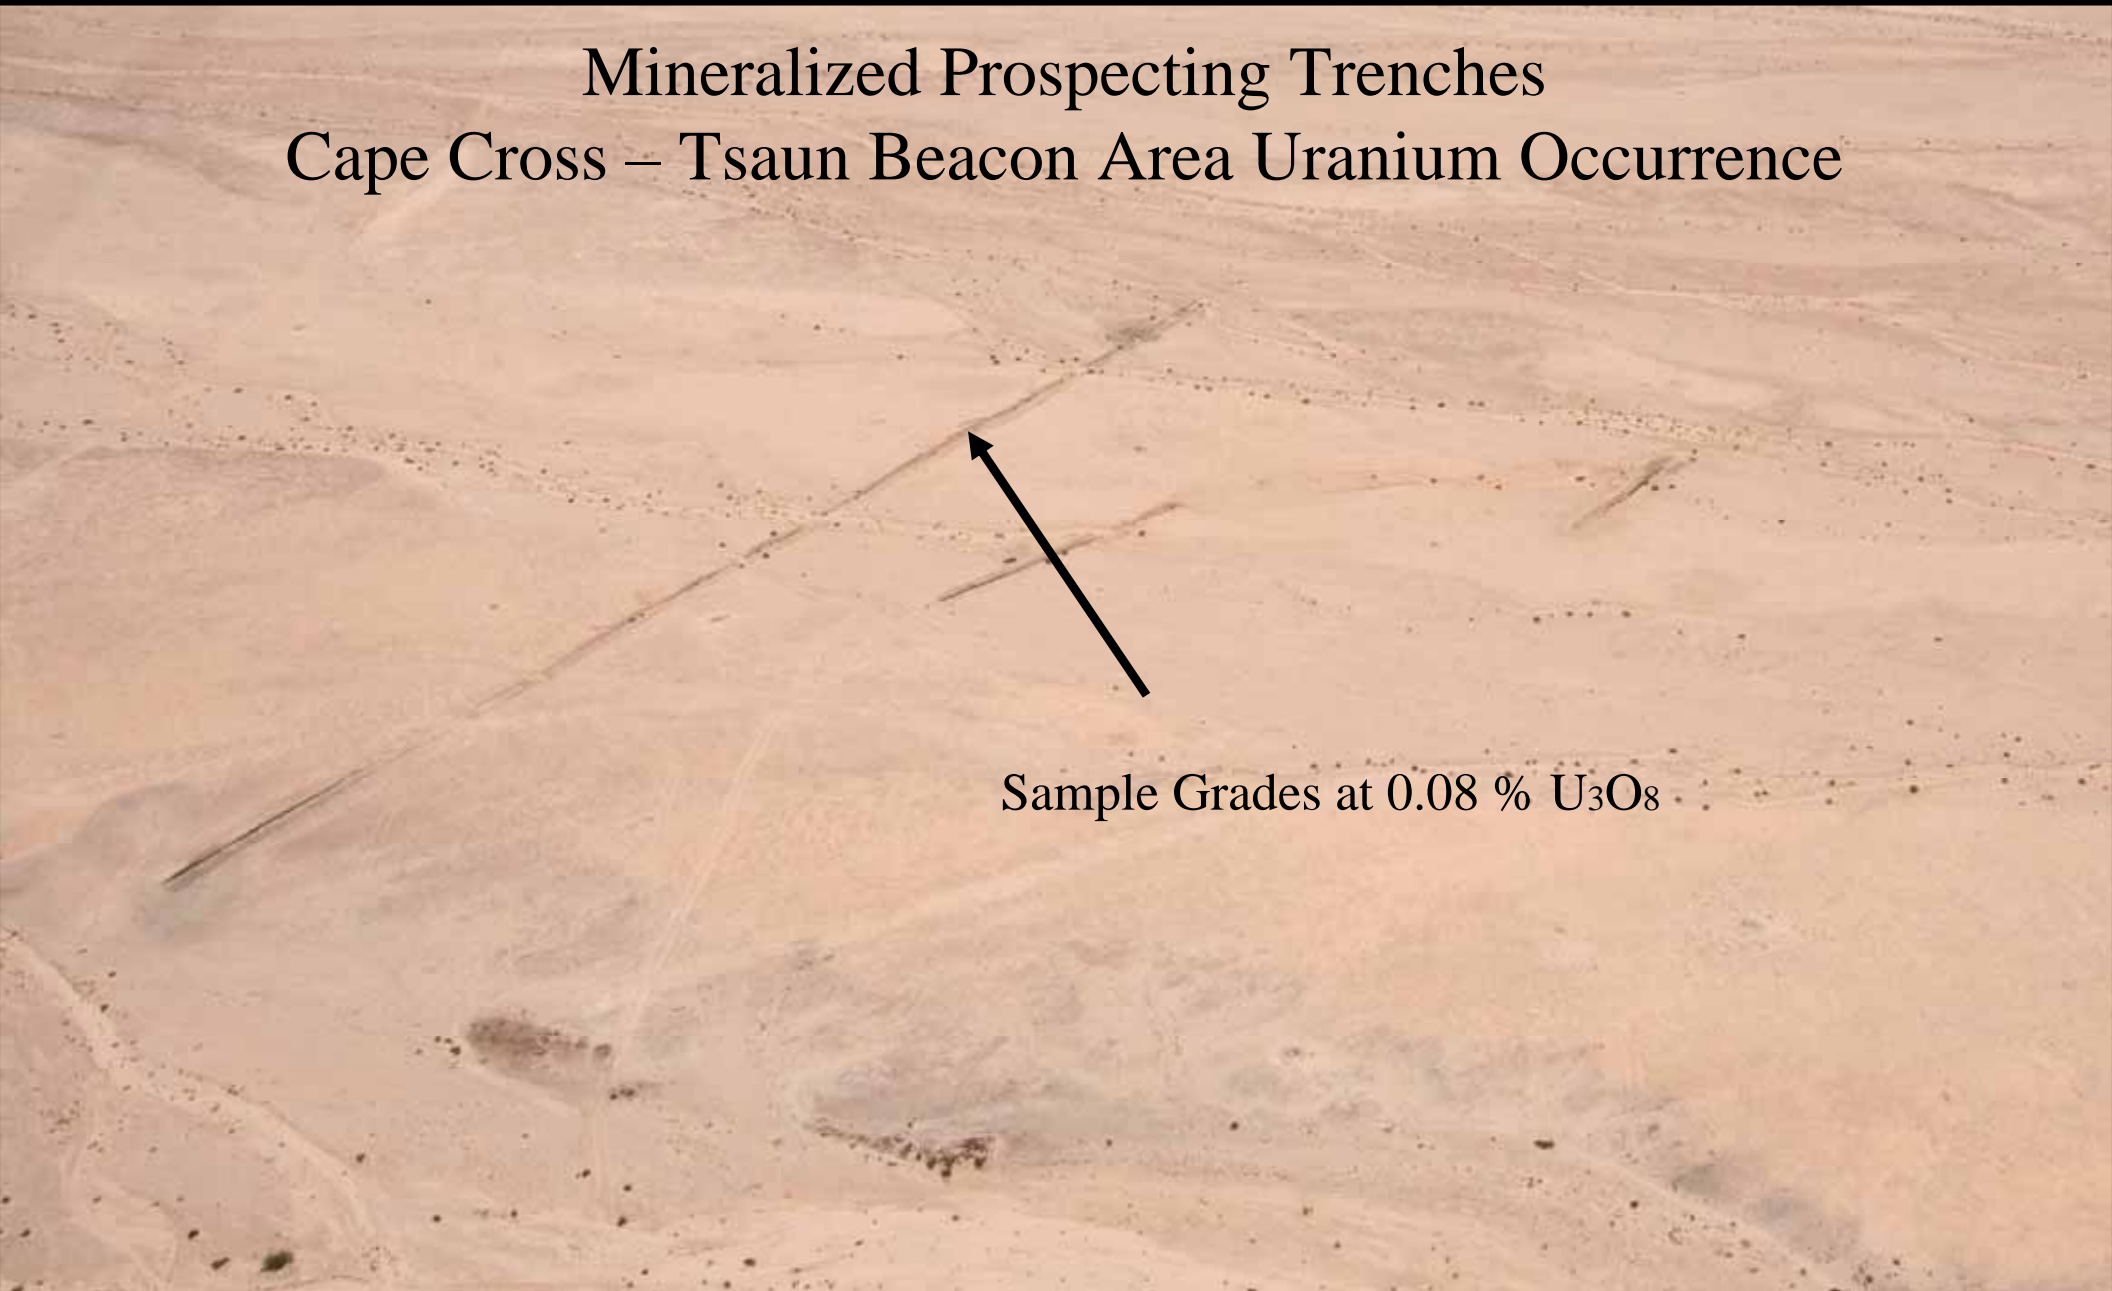 Mineralized Prospecting Trenches
Cape Cross – Tsaun Beacon Area Uranium Occurrence
Sample Grades at 0.08 % U₃O₈